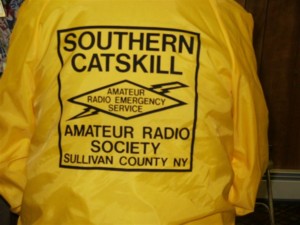 SOUTHERN
CATSKILL
AMATEUR
RADIO EMERGENCY
SERVICE
AMATEUR RADIO
SOCIETY
SULLIVAN COUNTY NY